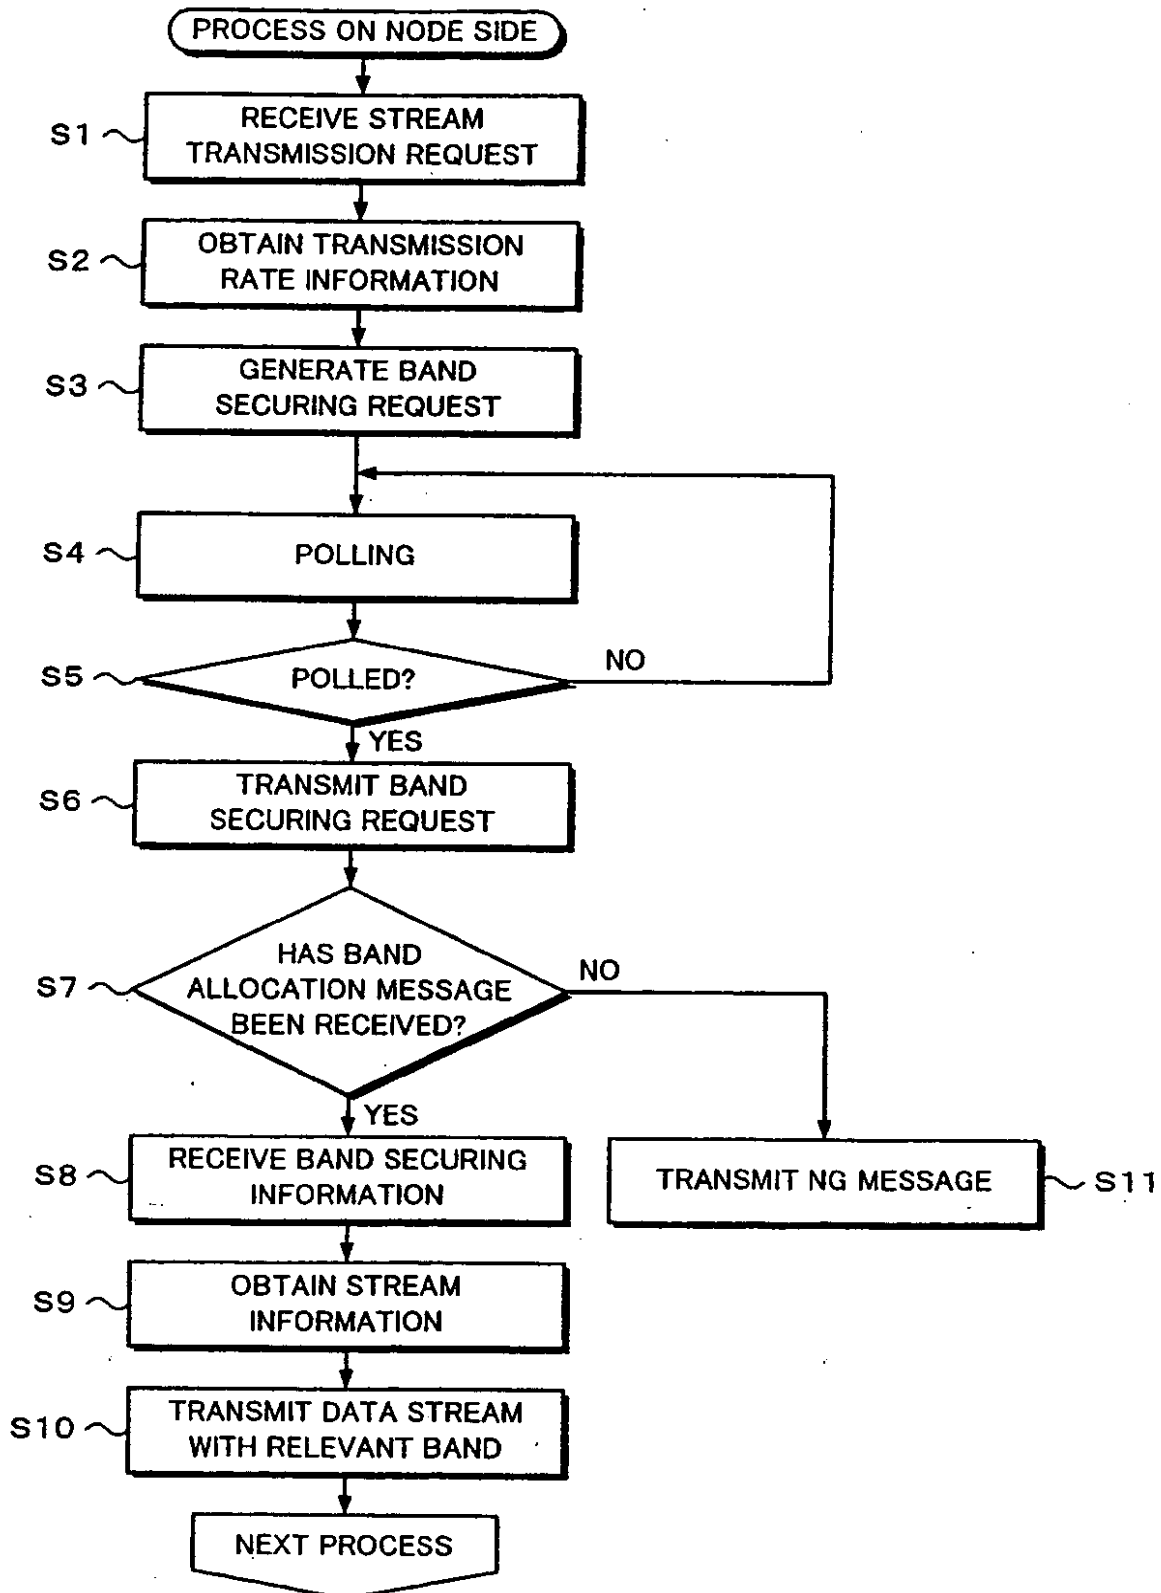 PROCESS ON NODE SIDE
S1
RECEIVE STREAM
TRANSMISSION REQUEST
S2
OBTAIN TRANSMISSION
RATE INFORMATION
S3
GENERATE BAND
SECURING REQUEST
S4
POLLING
S5
POLLED?
NO
YES
S6
TRANSMIT BAND
SECURING REQUEST
S7
HAS BAND
ALLOCATION MESSAGE
BEEN RECEIVED?
NO
YES
S8
RECEIVE BAND SECURING
INFORMATION
TRANSMIT NG MESSAGE
S11
S9
OBTAIN STREAM
INFORMATION
S10
TRANSMIT DATA STREAM
WITH RELEVANT BAND
NEXT PROCESS